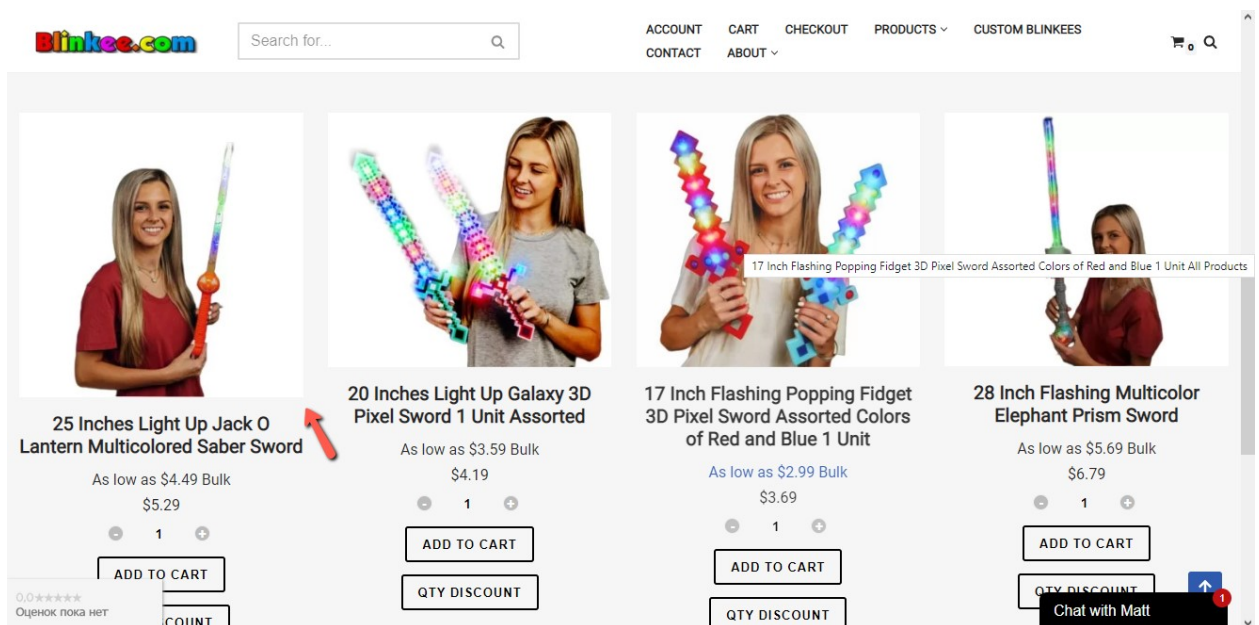 Blinkee.com
Search for...
ACCOUNT CART CHECKOUT PRODUCTS CUSTOM BLINKEES
CONTACT ABOUT
0
17 Inch Flashing Popping Fidget 3D Pixel Sword Assorted Colors of Red and Blue 1 Unit All Products
25 Inches Light Up Jack O
Lantern Multicolored Saber Sword
As low as $4.49 Bulk
$5.29
- 1 +
ADD TO CART
COUNT
20 Inches Light Up Galaxy 3D
Pixel Sword 1 Unit Assorted
As low as $3.59 Bulk
$4.19
- 1 +
ADD TO CART
QTY DISCOUNT
17 Inch Flashing Popping Fidget
3D Pixel Sword Assorted Colors
of Red and Blue 1 Unit
As low as $2.99 Bulk
$3.69
- 1 +
ADD TO CART
QTY DISCOUNT
28 Inch Flashing Multicolor
Elephant Prism Sword
As low as $5.69 Bulk
$6.79
- 1 +
ADD TO CART
QTY DISCOUNT
0,0★★★★★
Оценок пока нет
1
Chat with Matt